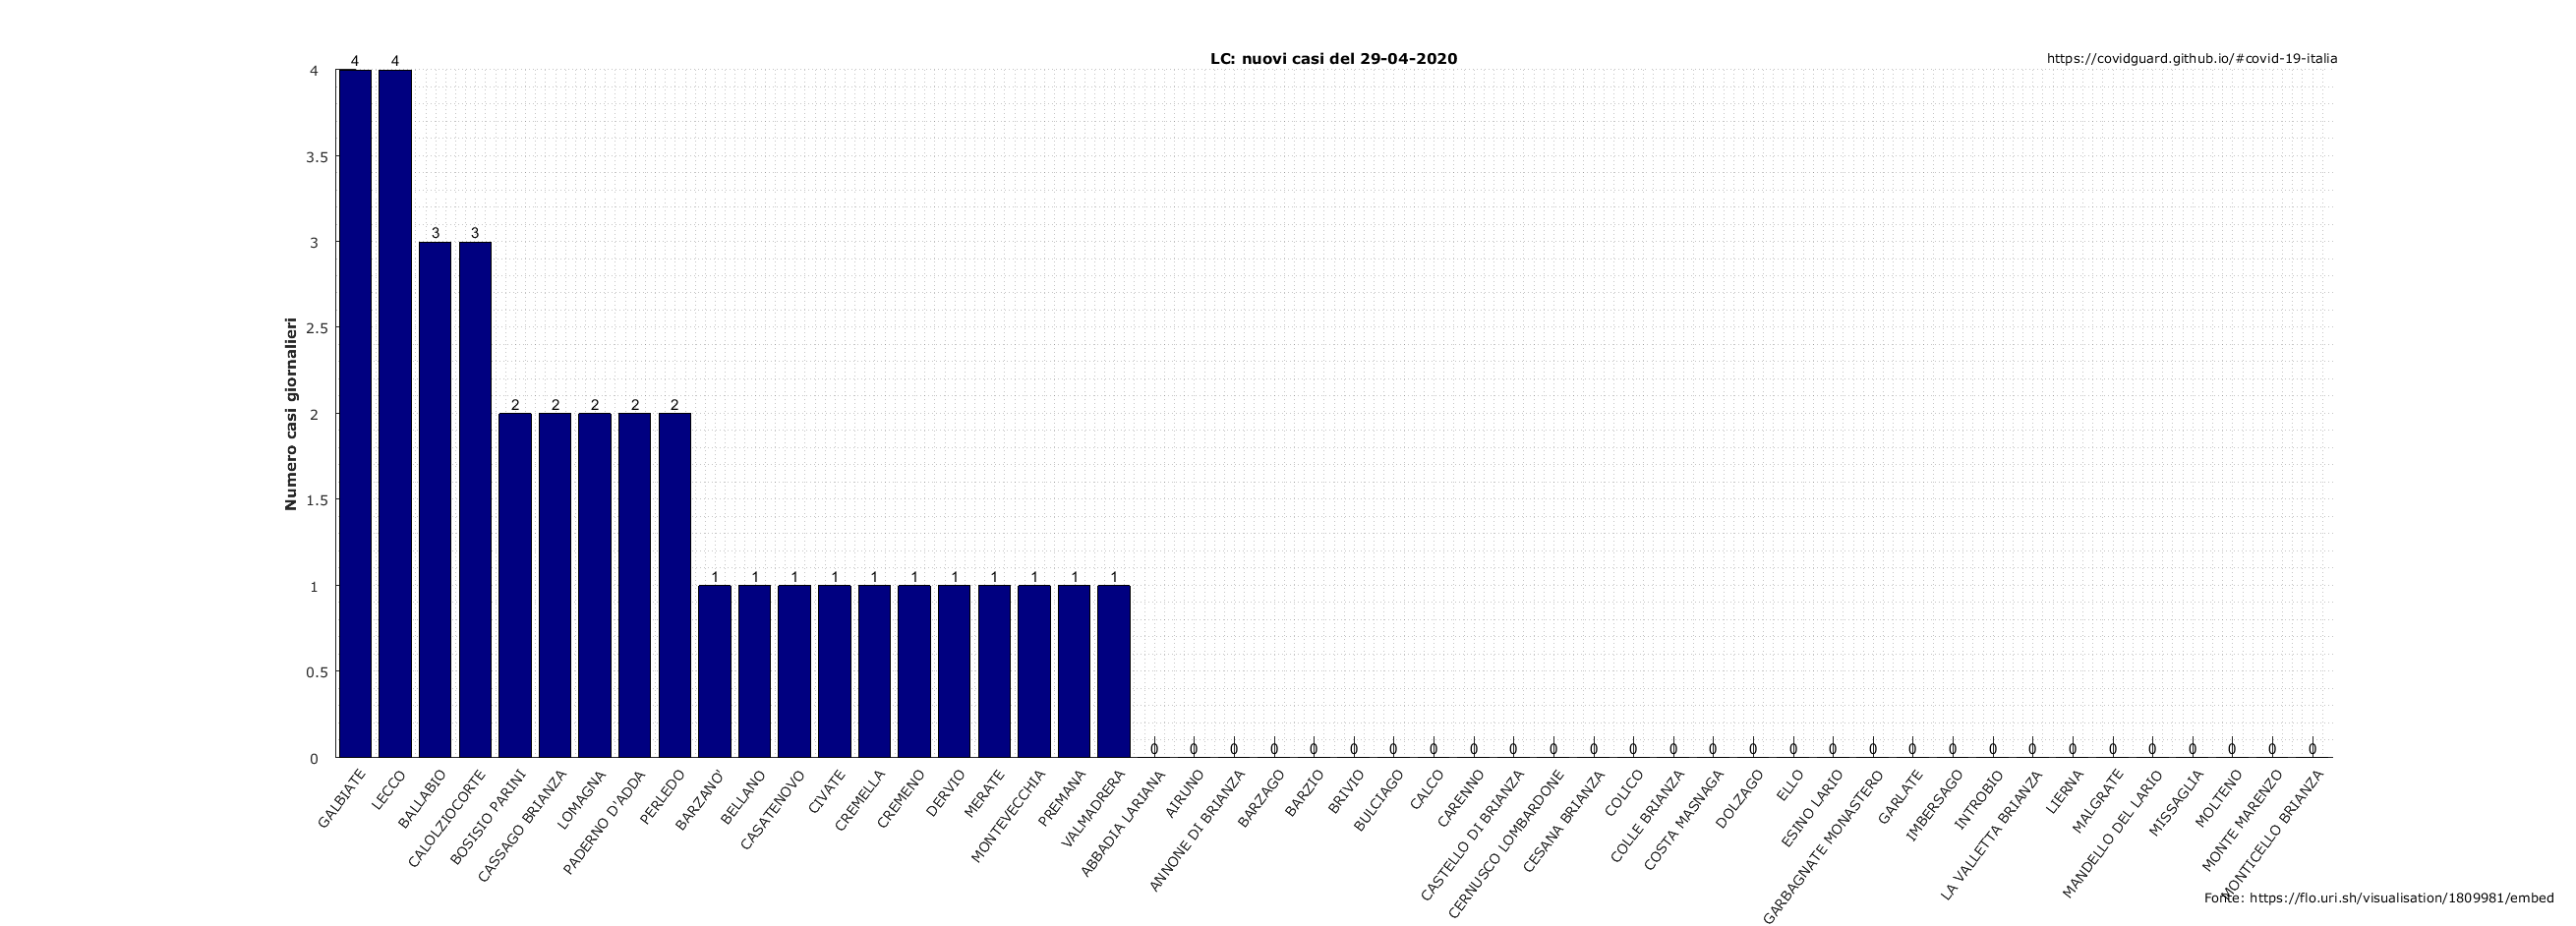 LC: nuovi casi del 29-04-2020
https://covidguard.github.io/#covid-19-italia
Numero casi giornalieri
4
3.5
3
2.5
2
1.5
1
0.5
0
4 4 3 3 2 2 2 2 2 1 1 1 1 1 1 1 1 1 1 1 0 0 0 0 0 0 0 0 0 0 0 0 0 0 0 0 0 0 0 0 0 0 0 0 0 0 0 0 0 0
GALBIATE
LECCO
BALLABIO
CALOLZIOCORTE
BOSISIO PARINI
CASSAGO BRIANZA
LOMAGNA
PADERNO D'ADDA
PERLEDO
BARZANO'
BELLANO
CASATENOVO
CIVATE
CREMELLA
CREMENO
DERVIO
MERATE
MONTEVECCHIA
PREMANA
VALMADRERA
ABBADIA LARIANA
AIRUNO
ANNONE DI BRIANZA
BARZAGO
BARZIO
BRIVIO
BULCIAGO
CALCO
CARENNO
CASTELLO DI BRIANZA
CERNUSCO LOMBARDONE
CESANA BRIANZA
COLICO
COLLE BRIANZA
COSTA MASNAGA
DOLZAGO
ELLO
ESINO LARIO
GARBAGNATE MONASTERO
GARLATE
IMBERSAGO
INTROBIO
LA VALLETTA BRIANZA
LIERNA
MALGRATE
MANDELLO DEL LARIO
MISSAGLIA
MOLTENO
MONTE MARENZO
MONTICELLO BRIANZA
Fonte: https://flo.uri.sh/visualisation/1809981/embed